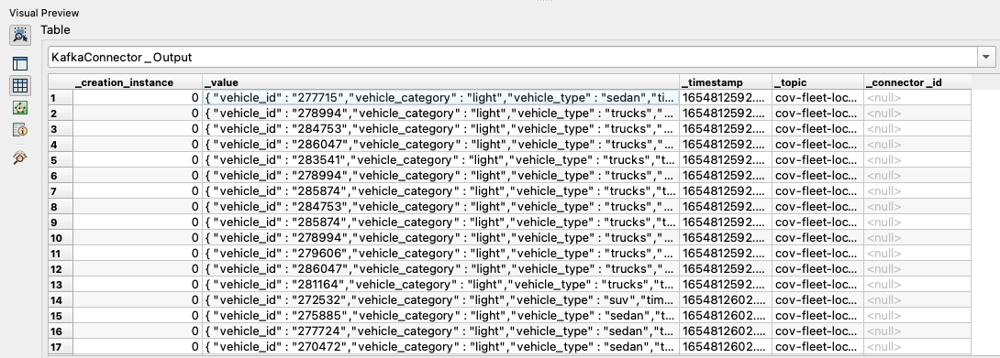 Visual Preview
Table
KafkaConnector_Output
_creation_instance _value _timestamp _topic _connector_id
1 0 { "vehicle_id" : "277715","vehicle_category" : "light","vehicle_type" : "sedan","ti... 1654812592.... cov-fleet-loc... <null>
2 0 { "vehicle_id" : "278994","vehicle_category" : "light","vehicle_type" : "trucks","... 1654812592.... cov-fleet-loc... <null>
3 0 { "vehicle_id" : "284753","vehicle_category" : "light","vehicle_type" : "trucks","... 1654812592.... cov-fleet-loc... <null>
4 0 { "vehicle_id" : "286047","vehicle_category" : "light","vehicle_type" : "trucks","... 1654812592.... cov-fleet-loc... <null>
5 0 { "vehicle_id" : "283541","vehicle_category" : "light","vehicle_type" : "trucks","t... 1654812592.... cov-fleet-loc... <null>
6 0 { "vehicle_id" : "278994","vehicle_category" : "light","vehicle_type" : "trucks","... 1654812592.... cov-fleet-loc... <null>
7 0 { "vehicle_id" : "285874","vehicle_category" : "light","vehicle_type" : "trucks","t... 1654812592.... cov-fleet-loc... <null>
8 0 { "vehicle_id" : "284753","vehicle_category" : "light","vehicle_type" : "trucks","... 1654812592.... cov-fleet-loc... <null>
9 0 { "vehicle_id" : "285874","vehicle_category" : "light","vehicle_type" : "trucks","t... 1654812592.... cov-fleet-loc... <null>
10 0 { "vehicle_id" : "278994","vehicle_category" : "light","vehicle_type" : "trucks","... 1654812592.... cov-fleet-loc... <null>
11 0 { "vehicle_id" : "279606","vehicle_category" : "light","vehicle_type" : "trucks","... 1654812592.... cov-fleet-loc... <null>
12 0 { "vehicle_id" : "286047","vehicle_category" : "light","vehicle_type" : "trucks","... 1654812592.... cov-fleet-loc... <null>
13 0 { "vehicle_id" : "281164","vehicle_category" : "light","vehicle_type" : "trucks","t... 1654812592.... cov-fleet-loc... <null>
14 0 { "vehicle_id" : "272532","vehicle_category" : "light","vehicle_type" : "suv","tim... 1654812602.... cov-fleet-loc... <null>
15 0 { "vehicle_id" : "275885","vehicle_category" : "light","vehicle_type" : "sedan","t... 1654812602.... cov-fleet-loc... <null>
16 0 { "vehicle_id" : "277724","vehicle_category" : "light","vehicle_type" : "sedan","t... 1654812602.... cov-fleet-loc... <null>
17 0 { "vehicle_id" : "270472","vehicle_category" : "light","vehicle_type" : "sedan","t... 1654812602.... cov-fleet-loc... <null>